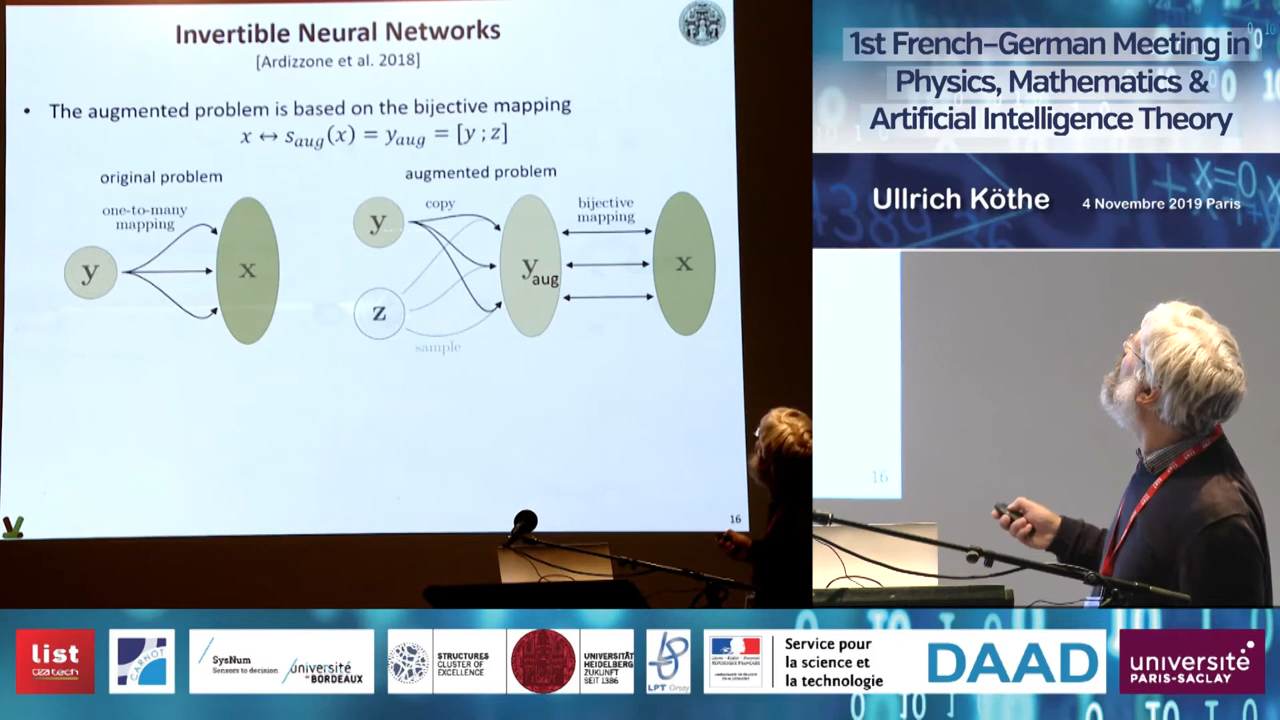 Invertible Neural Networks
[Ardizzone et al. 2018]
• The augmented problem is based on the bijective mapping
x ↔ s_aug(x) = y_aug = [y ; z]
original problem
one-to-many
mapping
y
x
augmented problem
y
copy
z
sample
y_aug
bijective
mapping
x
16
1st French-German Meeting in
Physics, Mathematics &
Artificial Intelligence Theory
Ullrich Köthe
4 Novembre 2019 Paris
16
list
cea tech
CARNOT
SysNum
Sensors to decision
université
de BORDEAUX
STRUCTURES
CLUSTER OF
EXCELLENCE
UNIVERSITÄT
HEIDELBERG
ZUKUNFT
SEIT 1386
LPT Orsay
Service pour
la science et
la technologie
DAAD
université
PARIS-SACLAY